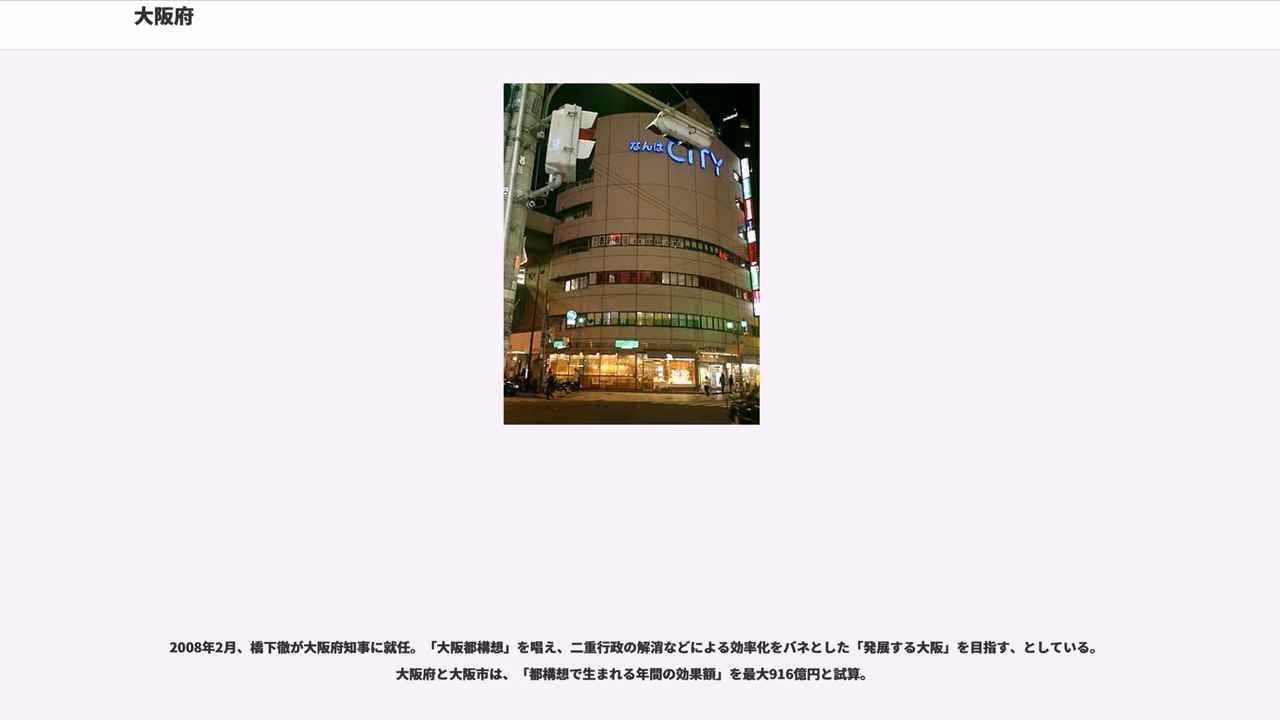 大阪府
なんば CITY
2008年2月、橋下徹が大阪府知事に就任。「大阪都構想」を唱え、二重行政の解消などによる効率化をバネとした「発展する大阪」を目指す、としている。
大阪府と大阪市は、「都構想で生まれる年間の効果額」を最大916億円と試算。